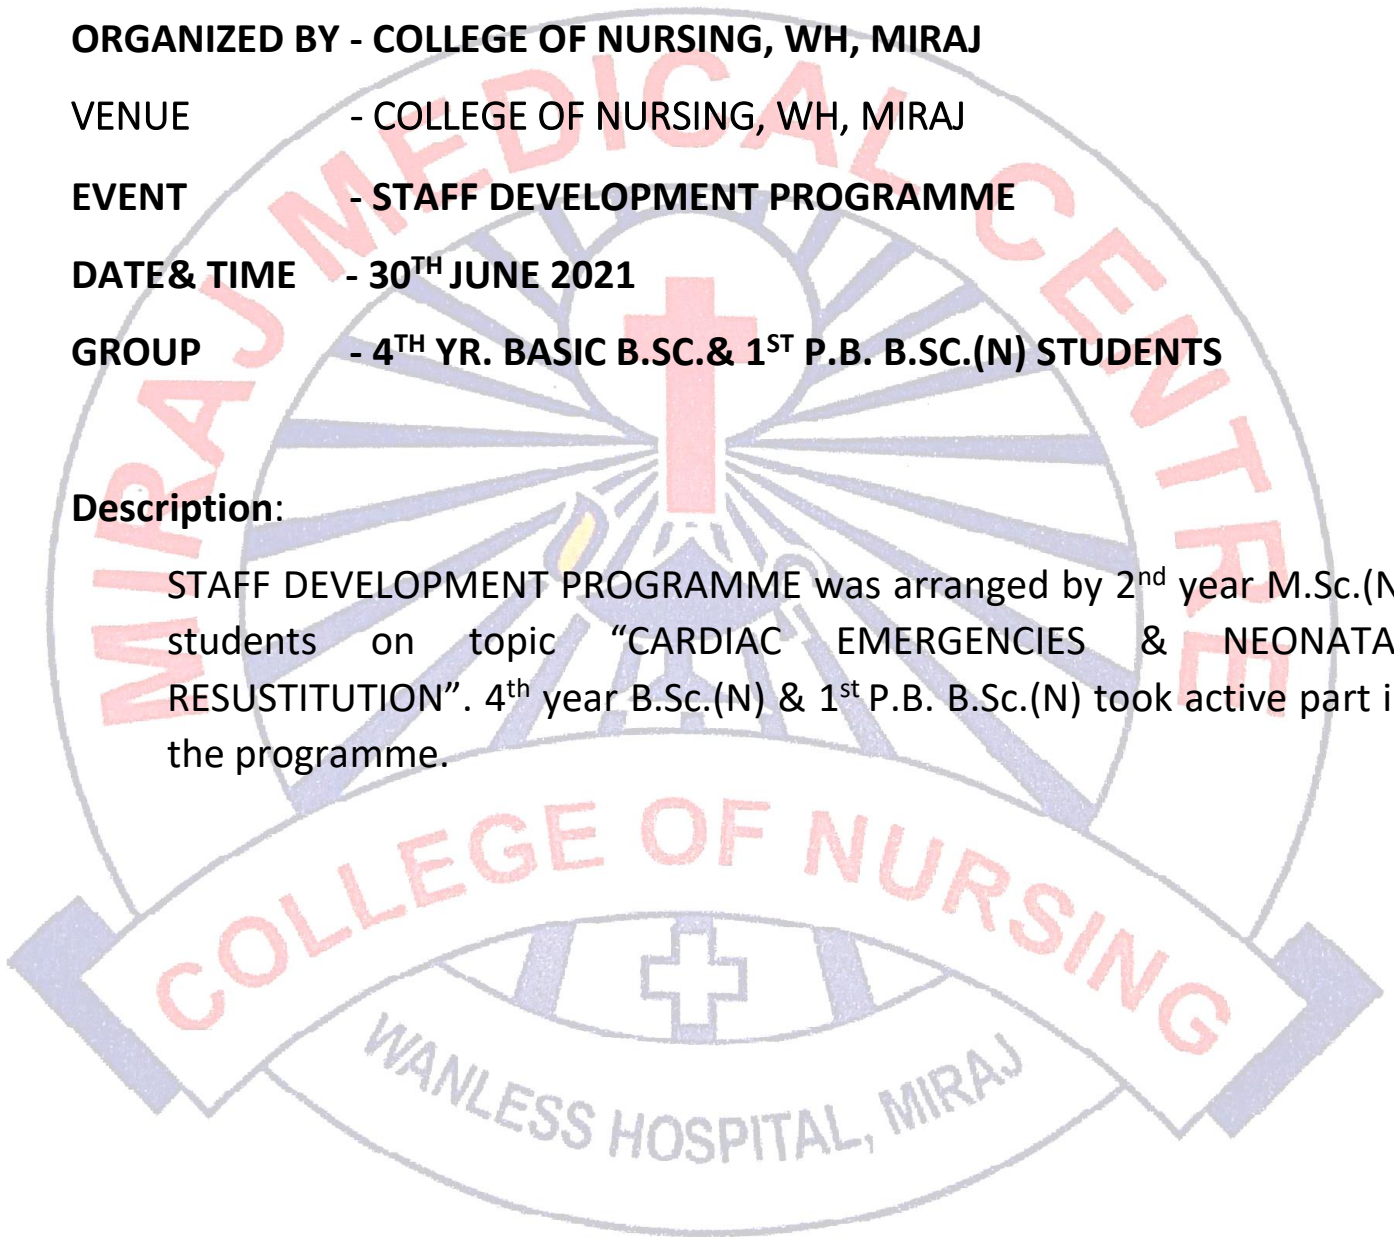 ORGANIZED BY - COLLEGE OF NURSING, WH, MIRAJ
VENUE - COLLEGE OF NURSING, WH, MIRAJ
EVENT - STAFF DEVELOPMENT PROGRAMME
DATE& TIME - 30TH JUNE 2021
GROUP - 4TH YR. BASIC B.SC.& 1ST P.B. B.SC.(N) STUDENTS
Description:
STAFF DEVELOPMENT PROGRAMME was arranged by 2nd year M.Sc.(N
students on topic “CARDIAC EMERGENCIES & NEONATA
RESUSTITUTION”. 4th year B.Sc.(N) & 1st P.B. B.Sc.(N) took active part i
the programme.
MIRAJ MEDICAL CENTRE
COLLEGE OF NURSING
WANLESS HOSPITAL, MIRAJ